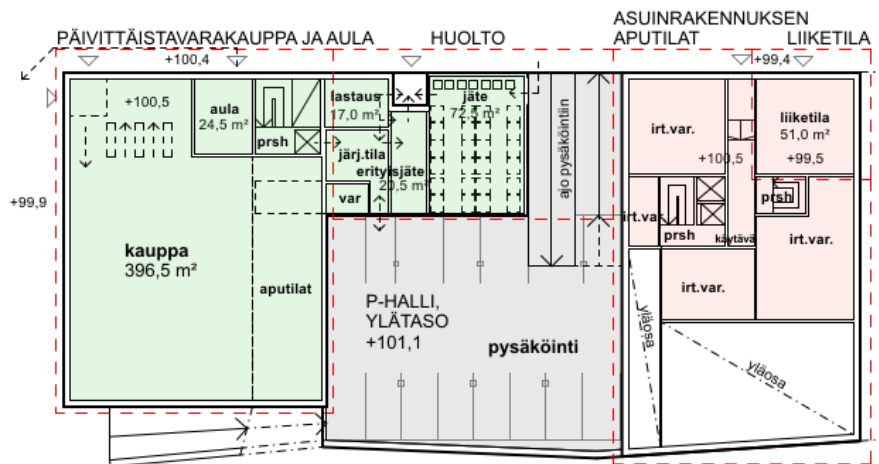 ASUINRAKENNUKSEN
PÄIVITTÄISTAVARAKAUPPA JA AULA
HUOLTO
APUTILAT
LIIKETILA
+100,4
+99,4
+100,5
aula
24,5 m²
lastaus
17,0 m²
jäte
72,5 m²
prsh
järj.tila
erityisjäte
20,5 m²
var
ajo pysäköintiin
irt.var.
liiketila
51,0 m²
+100,5
+99,5
+99,9
irt.var.
prsh
prsh
käytävä
irt.var.
kauppa
396,5 m²
aputilat
irt.var.
P-HALLI,
YLÄTASO
+101,1
pysäköinti
yläosa
yläosa